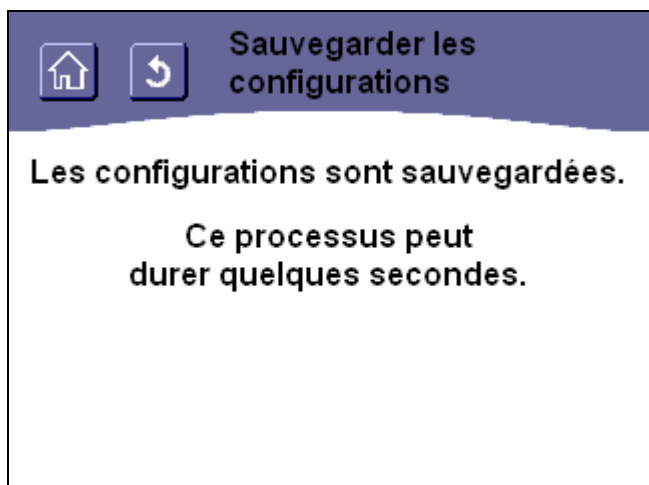 Sauvegarder les
configurations
Les configurations sont sauvegardées.
Ce processus peut
durer quelques secondes.